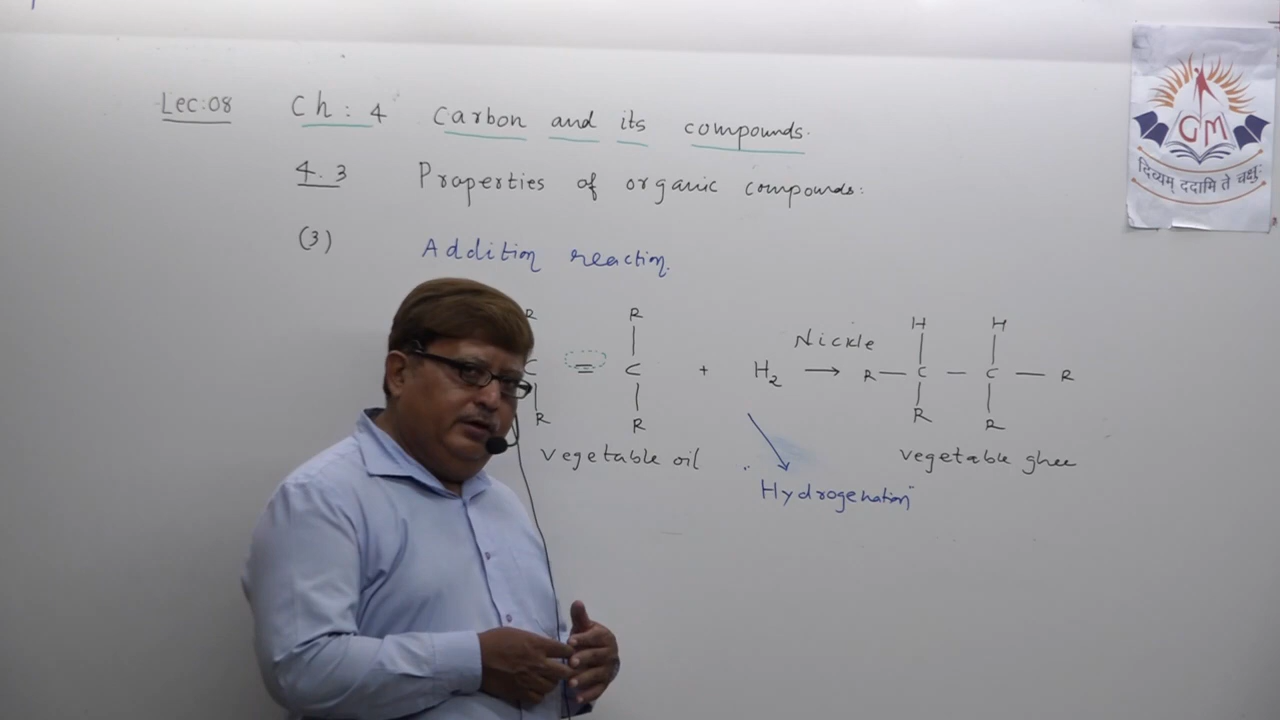 Lec:08 Ch: 4 Carbon and its compounds.
4.3 Properties of organic compounds:
(3) Addition reaction.
R R H H
Nickle
C = C + H2 → R — C — C — R
R R R R
vegetable oil vegetable ghee
"Hydrogenation"
GM
दिव्यम् ददामि ते चक्षुः